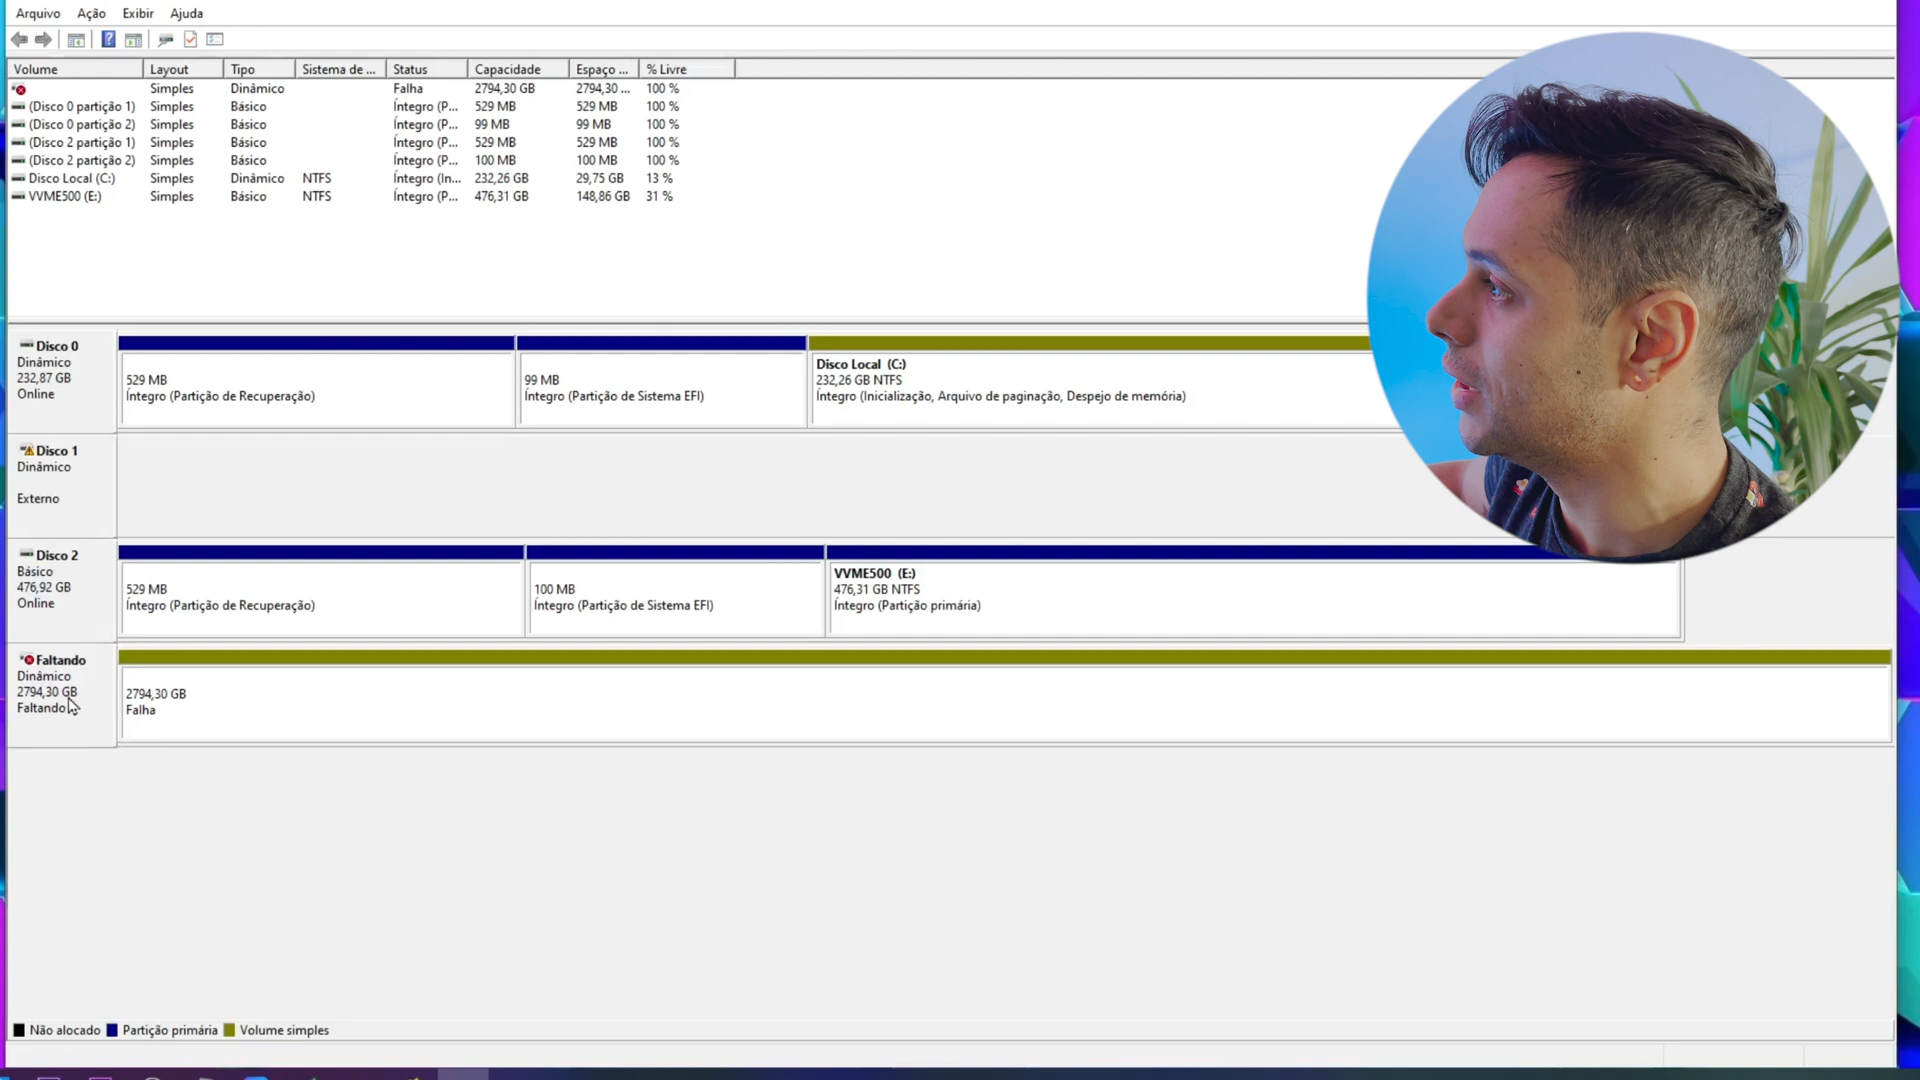 Arquivo Ação Exibir Ajuda
Volume Layout Tipo Sistema de ... Status Capacidade Espaço ... % Livre
Simples Dinâmico Falha 2794,30 GB 2794,30 ... 100 %
(Disco 0 partição 1) Simples Básico Íntegro (P... 529 MB 529 MB 100 %
(Disco 0 partição 2) Simples Básico Íntegro (P... 99 MB 99 MB 100 %
(Disco 2 partição 1) Simples Básico Íntegro (P... 529 MB 529 MB 100 %
(Disco 2 partição 2) Simples Básico Íntegro (P... 100 MB 100 MB 100 %
Disco Local (C:) Simples Dinâmico NTFS Íntegro (In... 232,26 GB 29,75 GB 13 %
VVME500 (E:) Simples Básico NTFS Íntegro (P... 476,31 GB 148,86 GB 31 %
Disco 0
Dinâmico
232,87 GB
Online
529 MB
Íntegro (Partição de Recuperação)
99 MB
Íntegro (Partição de Sistema EFI)
Disco Local (C:)
232,26 GB NTFS
Íntegro (Inicialização, Arquivo de paginação, Despejo de memória)
Disco 1
Dinâmico
Externo
Disco 2
Básico
476,92 GB
Online
529 MB
Íntegro (Partição de Recuperação)
100 MB
Íntegro (Partição de Sistema EFI)
VVME500 (E:)
476,31 GB NTFS
Íntegro (Partição primária)
Faltando
Dinâmico
2794,30 GB
Faltando
2794,30 GB
Falha
Não alocado Partição primária Volume simples